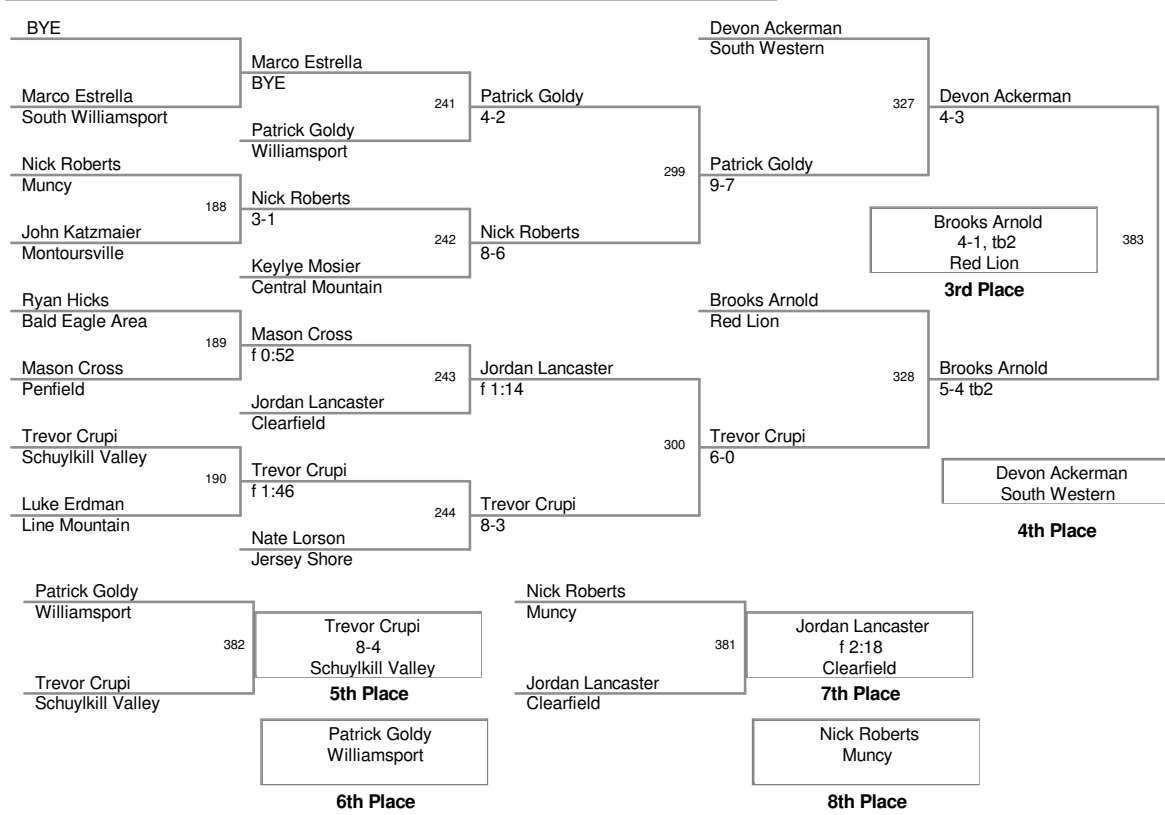 BYE
Marco Estrella
South Williamsport
Nick Roberts
Muncy
188
John Katzmaier
Montoursville
Ryan Hicks
Bald Eagle Area
189
Mason Cross
Penfield
Trevor Crupi
Schuylkill Valley
190
Luke Erdman
Line Mountain
Marco Estrella
BYE
241
Patrick Goldy
Williamsport
Nick Roberts
3-1
242
Keylye Mosier
Central Mountain
Mason Cross
f 0:52
243
Jordan Lancaster
Clearfield
Trevor Crupi
f 1:46
244
Nate Lorson
Jersey Shore
Patrick Goldy
4-2
299
Nick Roberts
8-6
Jordan Lancaster
f 1:14
300
Trevor Crupi
8-3
Devon Ackerman
South Western
327
Patrick Goldy
9-7
Brooks Arnold
Red Lion
328
Trevor Crupi
6-0
Devon Ackerman
4-3
383
Brooks Arnold
5-4 tb2
Brooks Arnold
4-1, tb2
Red Lion
3rd Place
Devon Ackerman
South Western
4th Place
Patrick Goldy
Williamsport
382
Trevor Crupi
Schuylkill Valley
Trevor Crupi
8-4
Schuylkill Valley
5th Place
Patrick Goldy
Williamsport
6th Place
Nick Roberts
Muncy
381
Jordan Lancaster
Clearfield
Jordan Lancaster
f 2:18
Clearfield
7th Place
Nick Roberts
Muncy
8th Place